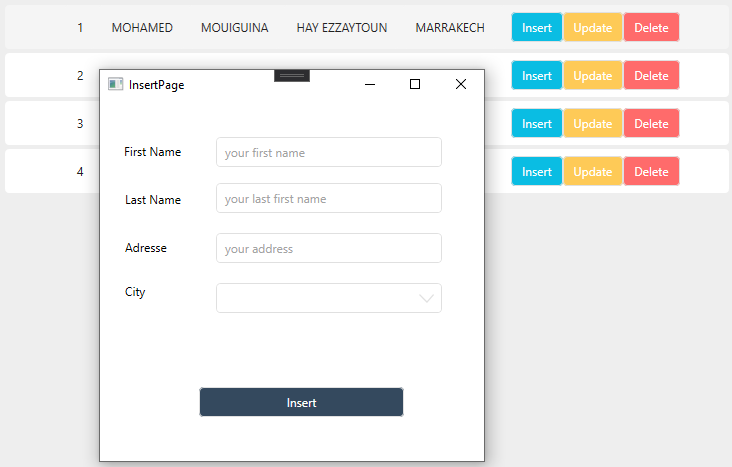 1 MOHAMED MOUIGUINA HAY EZZAYTOUN MARRAKECH Insert Update Delete
2 Insert Update Delete
InsertPage
3 Insert Update Delete
First Name your first name
4 Insert Update Delete
Last Name your last first name
Adresse your address
City
Insert